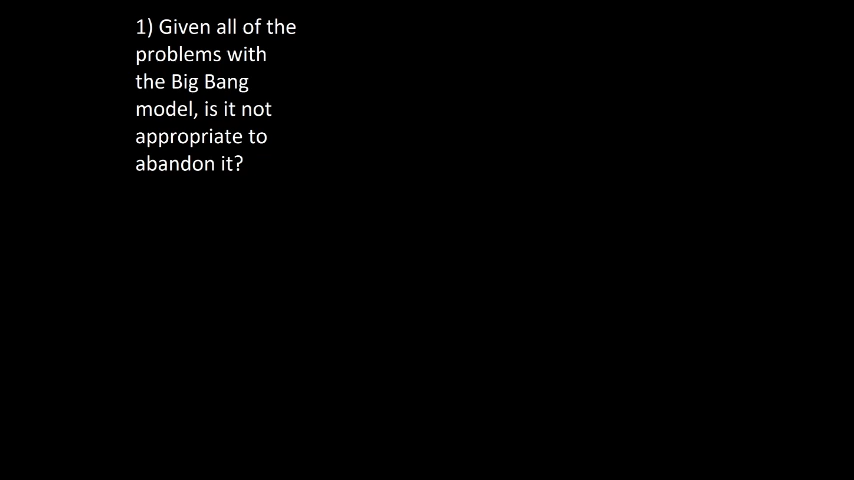 1) Given all of the
problems with
the Big Bang
model, is it not
appropriate to
abandon it?